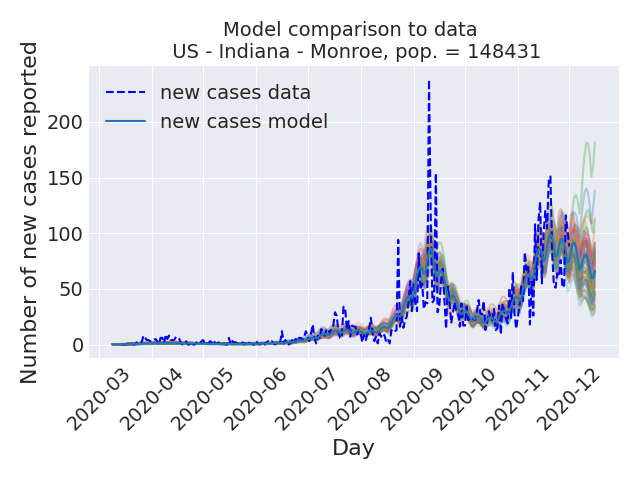 Model comparison to data
US - Indiana - Monroe, pop. = 148431
new cases data
new cases model
Number of new cases reported
200
150
100
50
0
2020-03
2020-04
2020-05
2020-06
2020-07
2020-08
2020-09
2020-10
2020-11
2020-12
Day